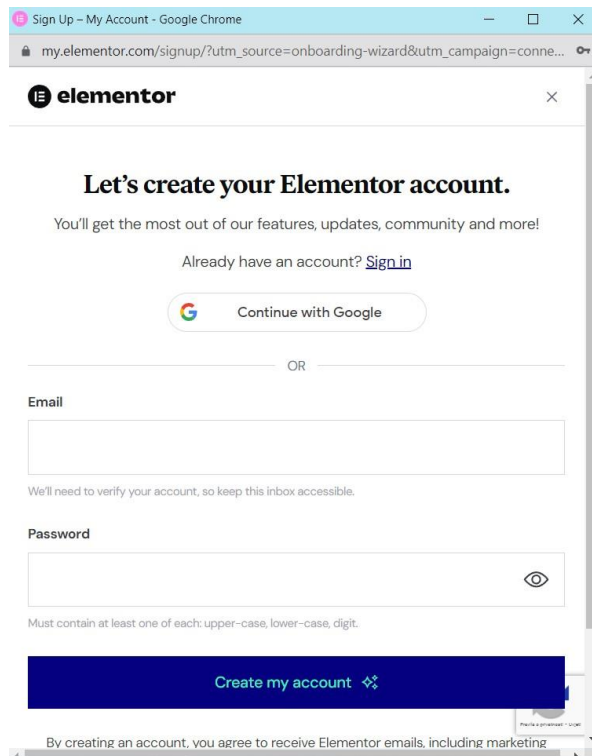 Sign Up – My Account - Google Chrome
my.elementor.com/signup/?utm_source=onboarding-wizard&utm_campaign=conne...
elementor
Let's create your Elementor account.
You'll get the most out of our features, updates, community and more!
Already have an account? Sign in
Continue with Google
OR
Email
We'll need to verify your account, so keep this inbox accessible.
Password
Must contain at least one of each: upper-case, lower-case, digit.
Create my account
By creating an account, you agree to receive Elementor emails, including marketing